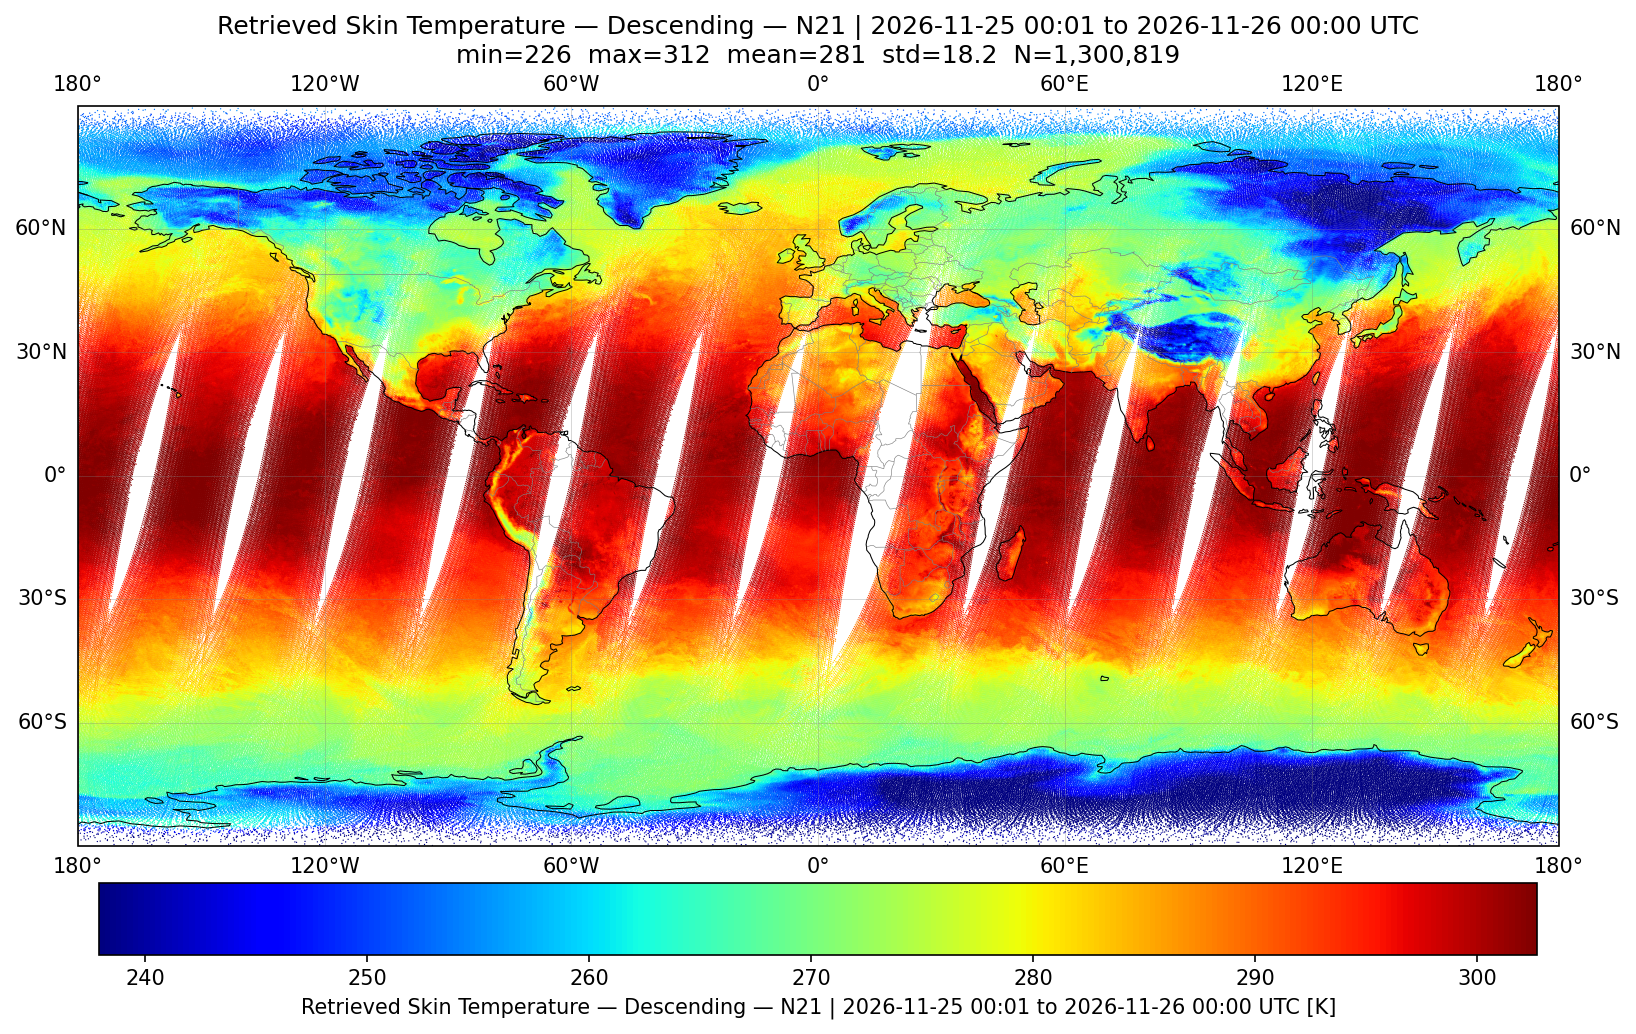 Retrieved Skin Temperature — Descending — N21 | 2026-11-25 00:01 to 2026-11-26 00:00 UTC
min=226 max=312 mean=281 std=18.2 N=1,300,819
180° 120°W 60°W 0° 60°E 120°E 180°
60°N 60°N
30°N 30°N
0° 0°
30°S 30°S
60°S 60°S
180° 120°W 60°W 0° 60°E 120°E 180°
240 250 260 270 280 290 300
Retrieved Skin Temperature — Descending — N21 | 2026-11-25 00:01 to 2026-11-26 00:00 UTC [K]